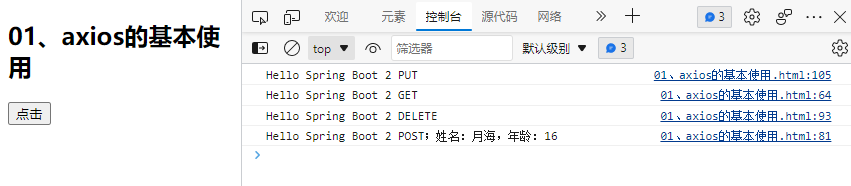 01、axios的基本使
用
点击
欢迎 元素 控制台 源代码 网络 3
top 筛选器 默认级别 3
Hello Spring Boot 2 PUT 01、axios的基本使用.html:105
Hello Spring Boot 2 GET 01、axios的基本使用.html:64
Hello Spring Boot 2 DELETE 01、axios的基本使用.html:93
Hello Spring Boot 2 POST；姓名：月海，年龄：16 01、axios的基本使用.html:81